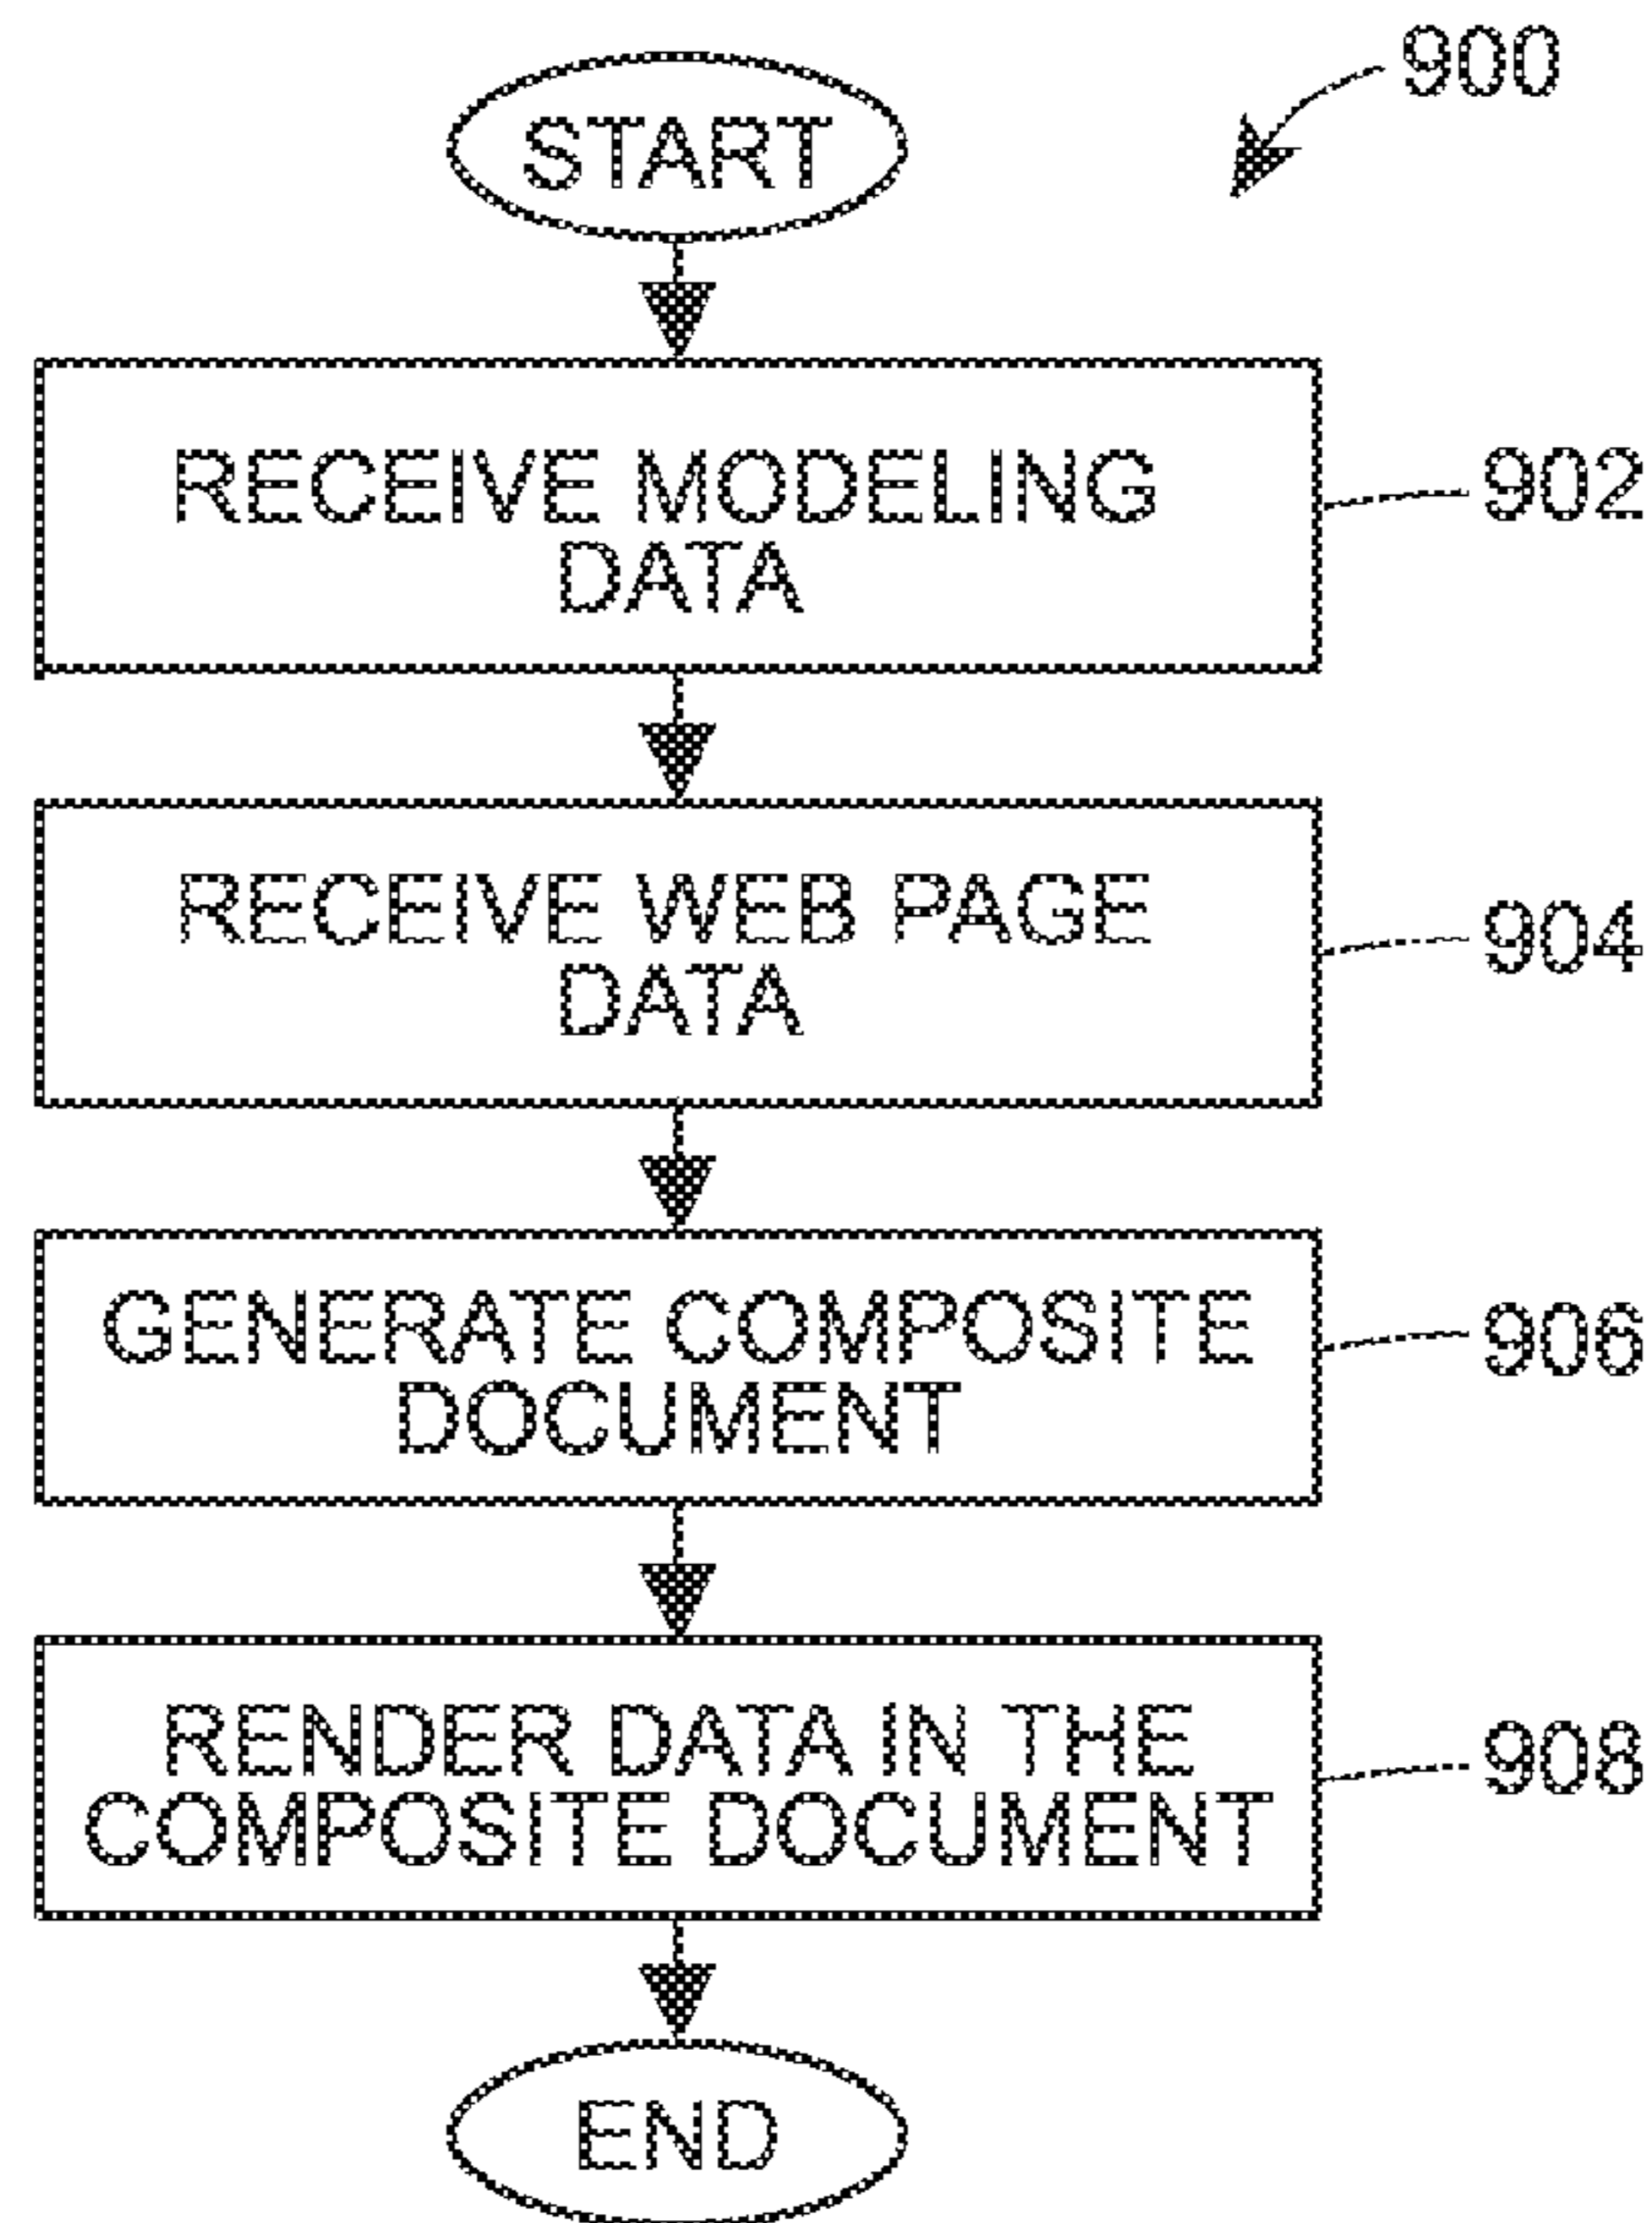 900
START
RECEIVE MODELING
DATA
902
RECEIVE WEB PAGE
DATA
904
GENERATE COMPOSITE
DOCUMENT
906
RENDER DATA IN THE
COMPOSITE DOCUMENT
908
END